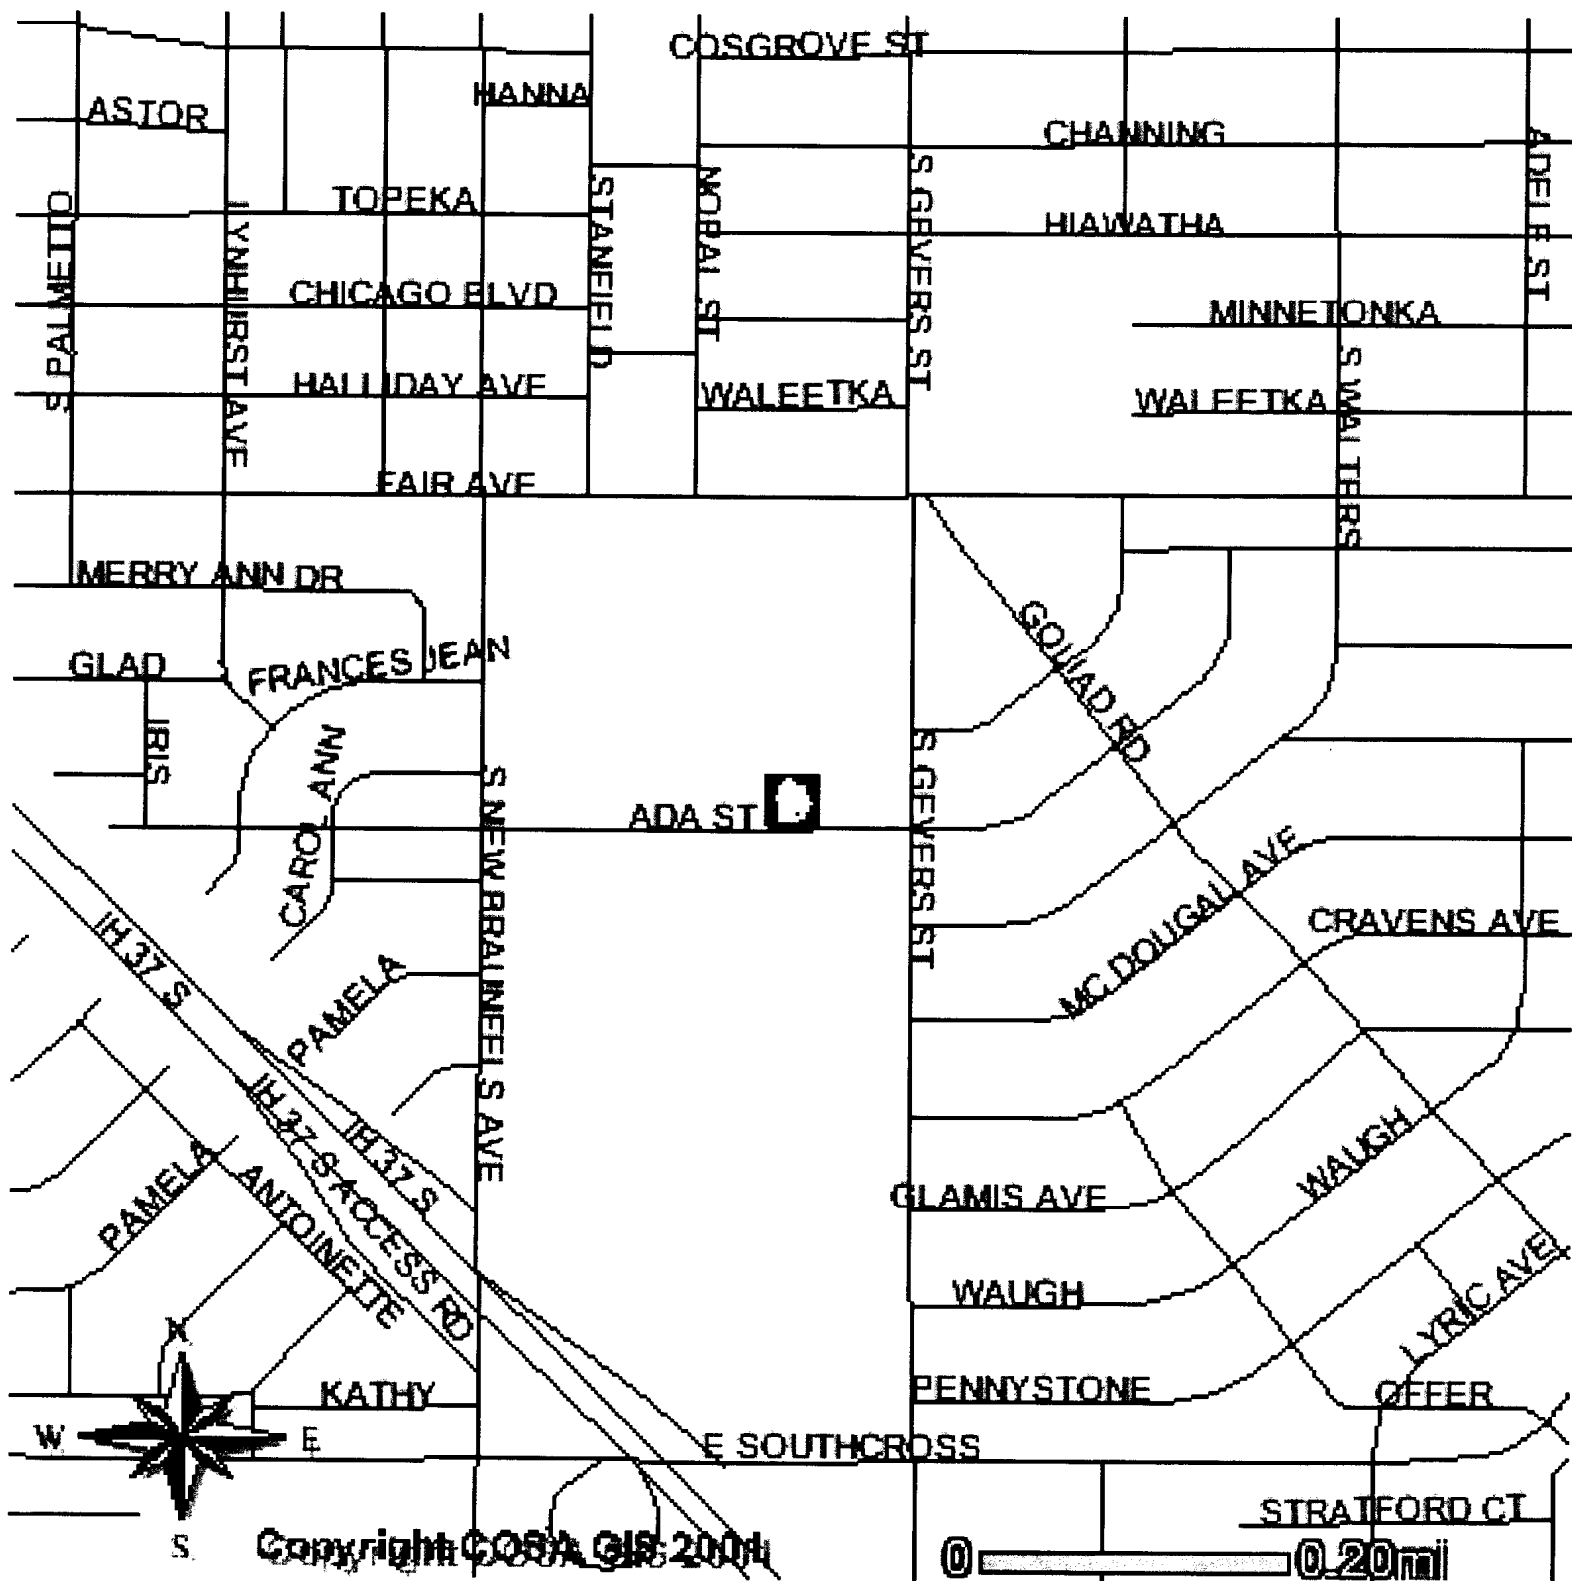 COSGROVE ST
HANNA
ASTOR
CHANNING
ADELE ST
TOPEKA
S PALMETTO
LYNHURST AVE
STANFIELD
NOPAL ST
S GEVERS ST
HIAWATHA
CHICAGO BLVD
MINNETONKA
HALLIDAY AVE
WALEETKA
WALEETKA
S WALTERS
FAIR AVE
MERRY ANN DR
GOLIAD RD
GLAD
FRANCES JEAN
IRIS
CAROL ANN
S NEW BRAUNFELS AVE
ADA ST
S GEVERS ST
MC DOUGAL AVE
CRAVENS AVE
IH 37 S
PAMELA
IH 37 S ACCESS RD
IH 37 S
PAMELA
ANTOINETTE
WAUGH
GLAMIS AVE
WAUGH
LYRIC AVE
N
KATHY
PENNYSTONE
OFFER
W
E
E SOUTHCROSS
STRATFORD CT
S
Copyright COSA GIS 2001
0
0.20mi